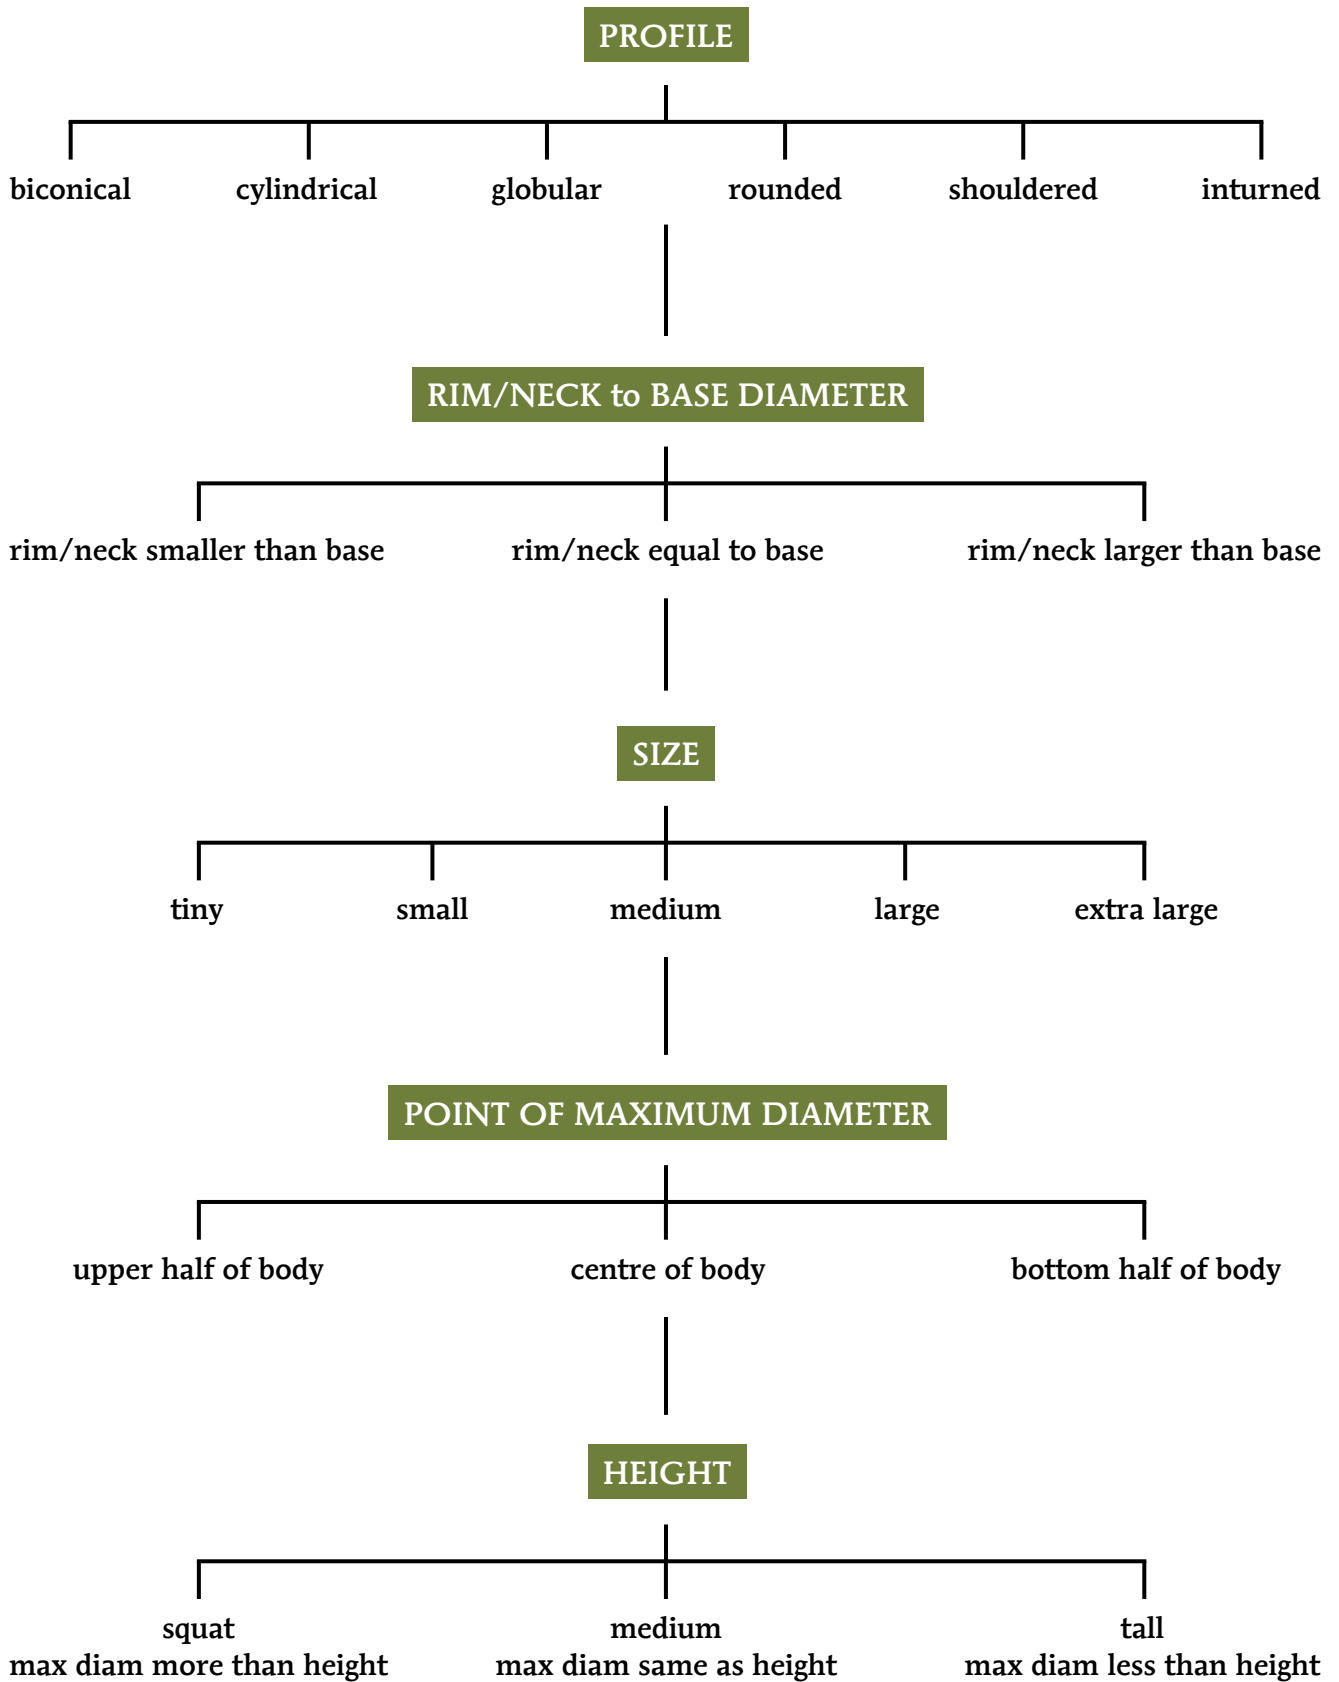 PROFILE
biconical cylindrical globular rounded shouldered inturned
RIM/NECK to BASE DIAMETER
rim/neck smaller than base rim/neck equal to base rim/neck larger than base
SIZE
tiny small medium large extra large
POINT OF MAXIMUM DIAMETER
upper half of body centre of body bottom half of body
HEIGHT
squat medium tall
max diam more than height max diam same as height max diam less than height